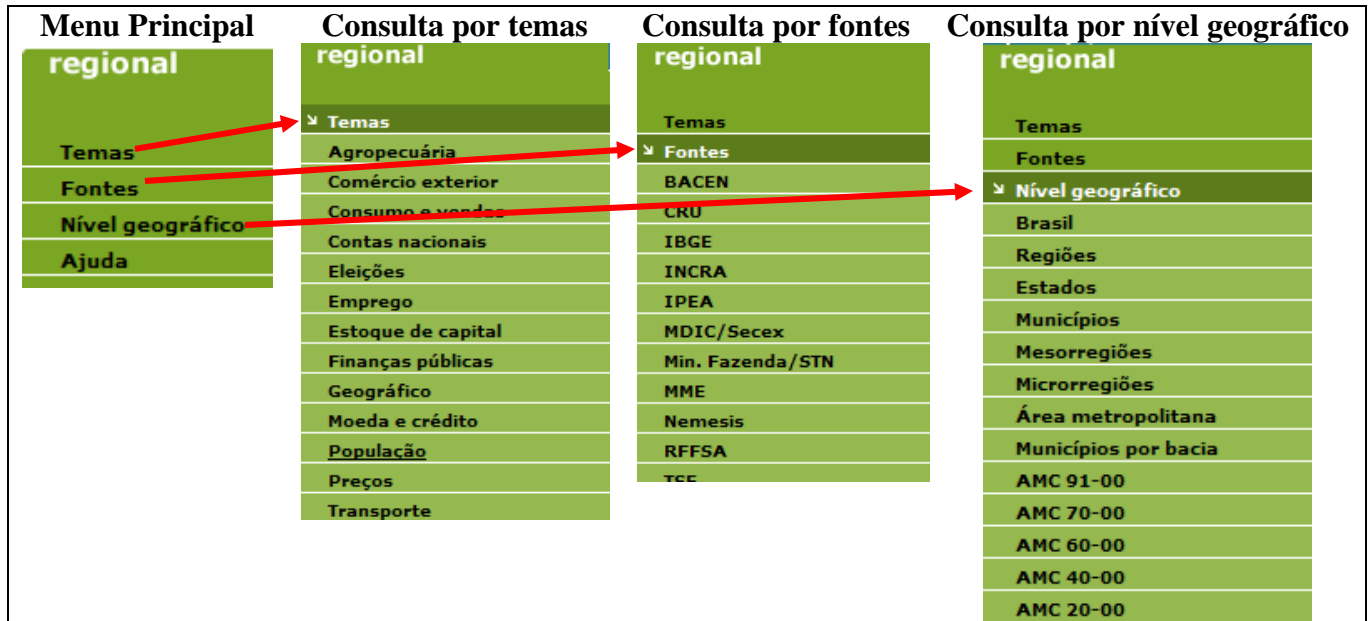 Menu Principal
regional
Temas
Fontes
Nível geográfico
Ajuda
Consulta por temas
regional
Temas
Agropecuária
Comércio exterior
Consumo e vendas
Contas nacionais
Eleições
Emprego
Estoque de capital
Finanças públicas
Geográfico
Moeda e crédito
População
Preços
Transporte
Consulta por fontes
regional
Temas
Fontes
BACEN
CRU
IBGE
INCRA
IPEA
MDIC/Secex
Min. Fazenda/STN
MME
Nemesis
RFFSA
Consulta por nível geográfico
regional
Temas
Fontes
Nível geográfico
Brasil
Regiões
Estados
Municípios
Mesorregiões
Microrregiões
Área metropolitana
Municípios por bacia
AMC 91-00
AMC 70-00
AMC 60-00
AMC 40-00
AMC 20-00